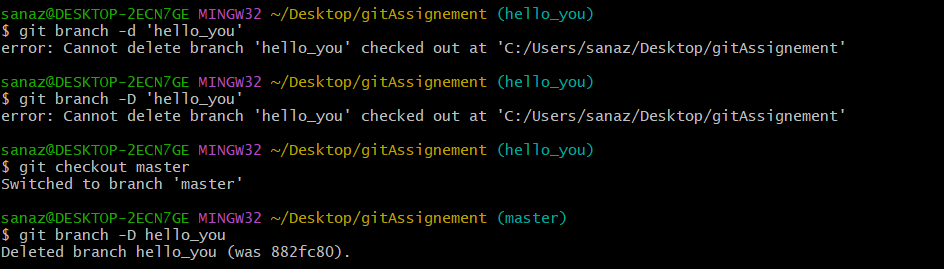 sanaz@DESKTOP-2ECN7GE MINGW32 ~/Desktop/gitAssignement (hello_you)
$ git branch -d 'hello_you'
error: Cannot delete branch 'hello_you' checked out at 'C:/Users/sanaz/Desktop/gitAssignement'
sanaz@DESKTOP-2ECN7GE MINGW32 ~/Desktop/gitAssignement (hello_you)
$ git branch -D 'hello_you'
error: Cannot delete branch 'hello_you' checked out at 'C:/Users/sanaz/Desktop/gitAssignement'
sanaz@DESKTOP-2ECN7GE MINGW32 ~/Desktop/gitAssignement (hello_you)
$ git checkout master
Switched to branch 'master'
sanaz@DESKTOP-2ECN7GE MINGW32 ~/Desktop/gitAssignement (master)
$ git branch -D hello_you
Deleted branch hello_you (was 882fc80).